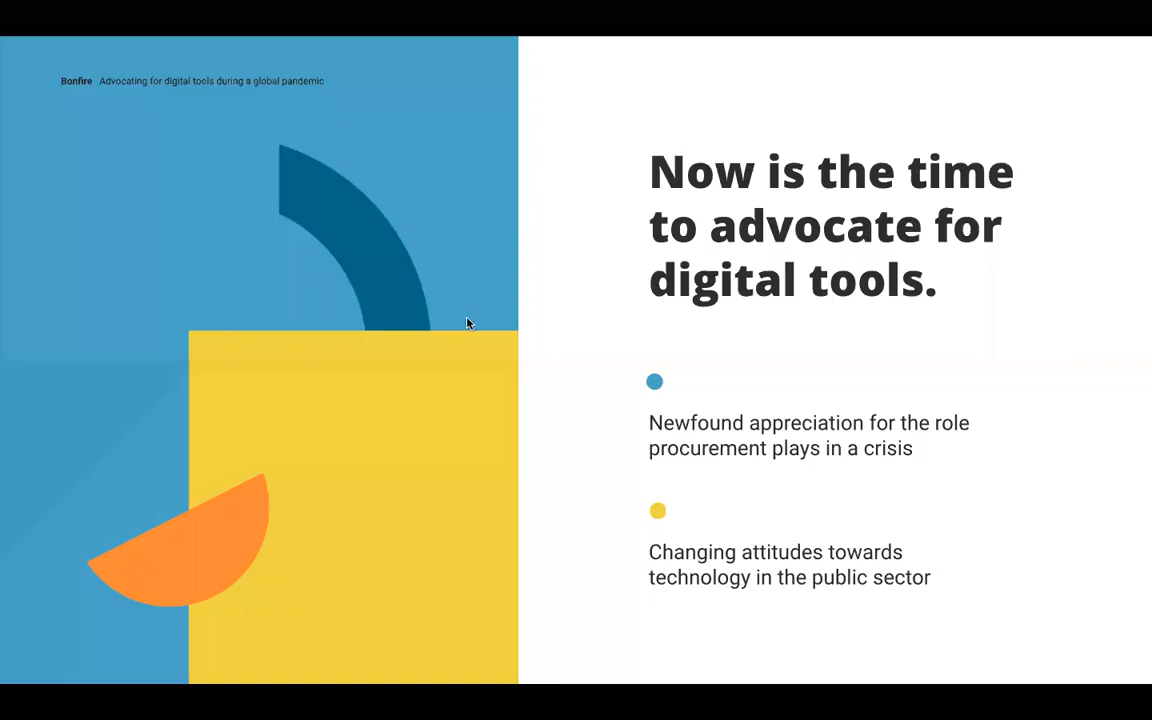 Bonfire Advocating for digital tools during a global pandemic
Now is the time
to advocate for
digital tools.
Newfound appreciation for the role
procurement plays in a crisis
Changing attitudes towards
technology in the public sector